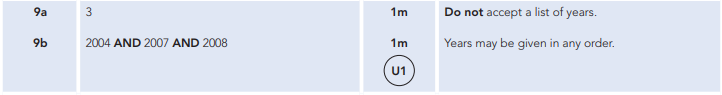 9a 3 1m Do not accept a list of years.
9b 2004 AND 2007 AND 2008 1m Years may be given in any order.
U1